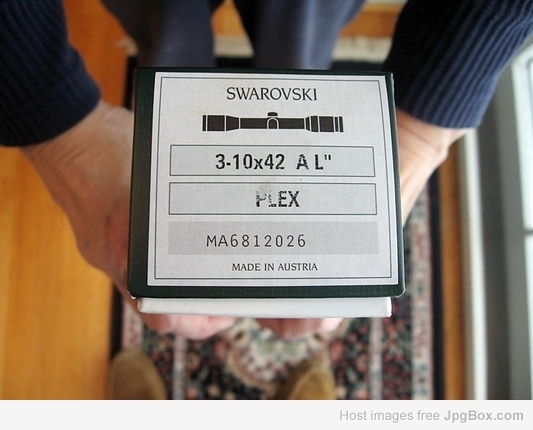 SWAROVSKI
3-10x42 A L"
PLEX
MA6812026
MADE IN AUSTRIA
Host images free JpgBox.com